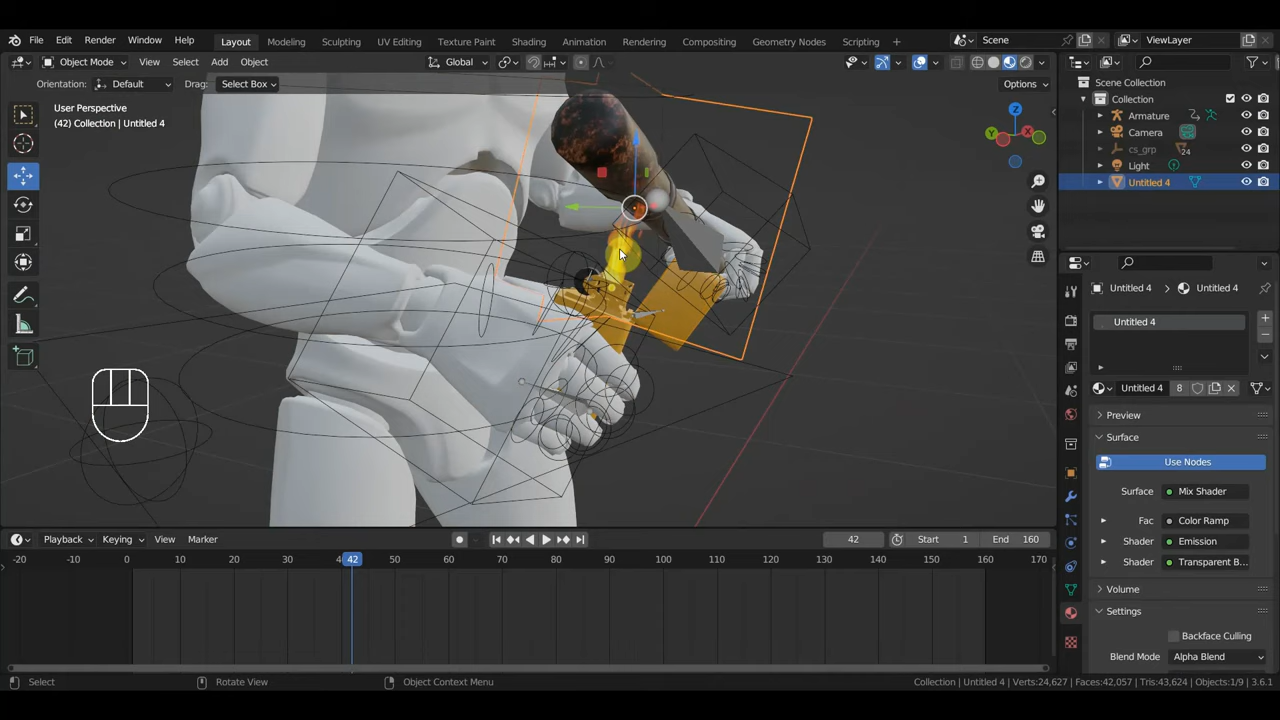 File Edit Render Window Help Layout Modeling Sculpting UV Editing Texture Paint Shading Animation Rendering Compositing Geometry Nodes Scripting + Scene ViewLayer
Object Mode View Select Add Object Global
Orientation: Default Drag: Select Box Options
User Perspective
(42) Collection | Untitled 4
Z
Y
X
Scene Collection
Collection
Armature
Camera
cs_grp 24
Light
Untitled 4
Untitled 4 > Untitled 4
Untitled 4
Untitled 4 8
Preview
Surface
Use Nodes
Surface Mix Shader
Fac Color Ramp
Shader Emission
Shader Transparent B...
Volume
Settings
Backface Culling
Blend Mode Alpha Blend
Playback Keying View Marker 42 Start 1 End 160
-20 -10 0 10 20 30 4 42 50 60 70 80 90 100 110 120 130 140 150 160 170
Select Rotate View Object Context Menu Collection | Untitled 4 | Verts:24,627 | Faces:42,057 | Tris:43,624 | Objects:1/9 | 3.6.1